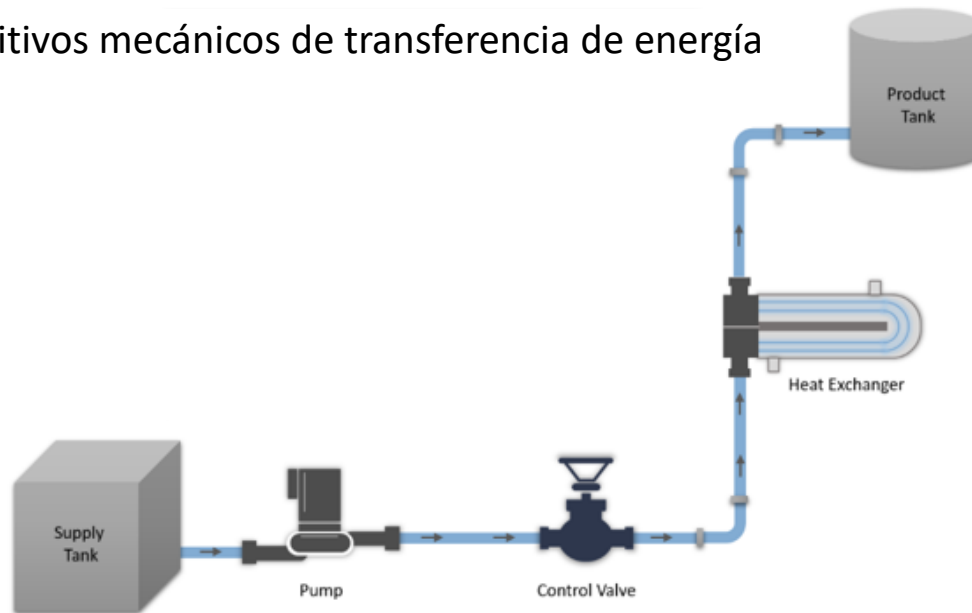 itivos mecánicos de transferencia de energía
Product
Tank
Heat Exchanger
Supply
Tank
Pump
Control Valve